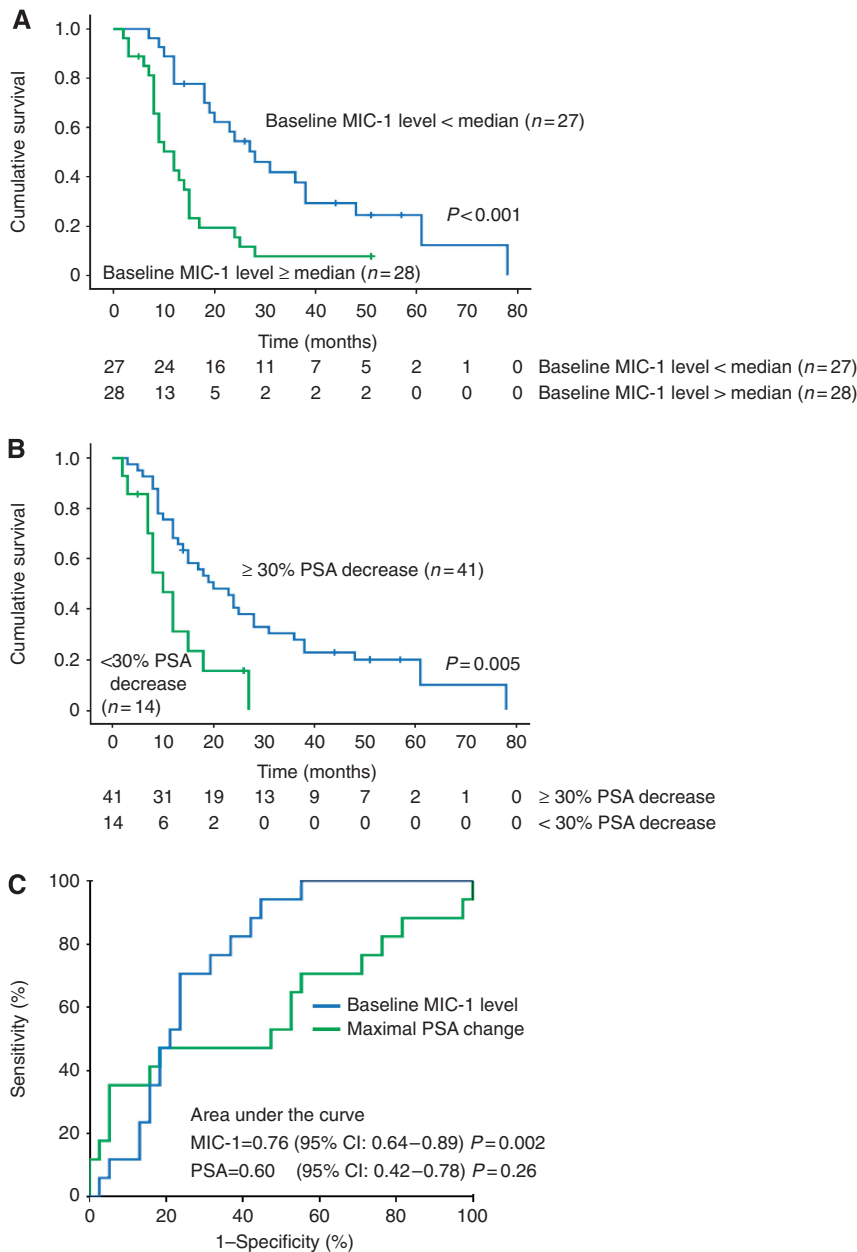 A
1.0
0.8
0.6
0.4
0.2
0
Cumulative survival
Baseline MIC-1 level < median (n=27)
P<0.001
Baseline MIC-1 level ≥ median (n=28)
0 10 20 30 40 50 60 70 80
Time (months)
27 24 16 11 7 5 2 1 0 Baseline MIC-1 level < median (n=27)
28 13 5 2 2 2 0 0 0 Baseline MIC-1 level > median (n=28)
B
1.0
0.8
0.6
0.4
0.2
0
Cumulative survival
≥ 30% PSA decrease (n=41)
<30% PSA
decrease
(n=14)
P=0.005
0 10 20 30 40 50 60 70 80
Time (months)
41 31 19 13 9 7 2 1 0 ≥ 30% PSA decrease
14 6 2 0 0 0 0 0 0 < 30% PSA decrease
C
100
80
60
40
20
0
Sensitivity (%)
Baseline MIC-1 level
Maximal PSA change
Area under the curve
MIC-1=0.76 (95% CI: 0.64–0.89) P=0.002
PSA=0.60 (95% CI: 0.42–0.78) P=0.26
0 20 40 60 80 100
1–Specificity (%)